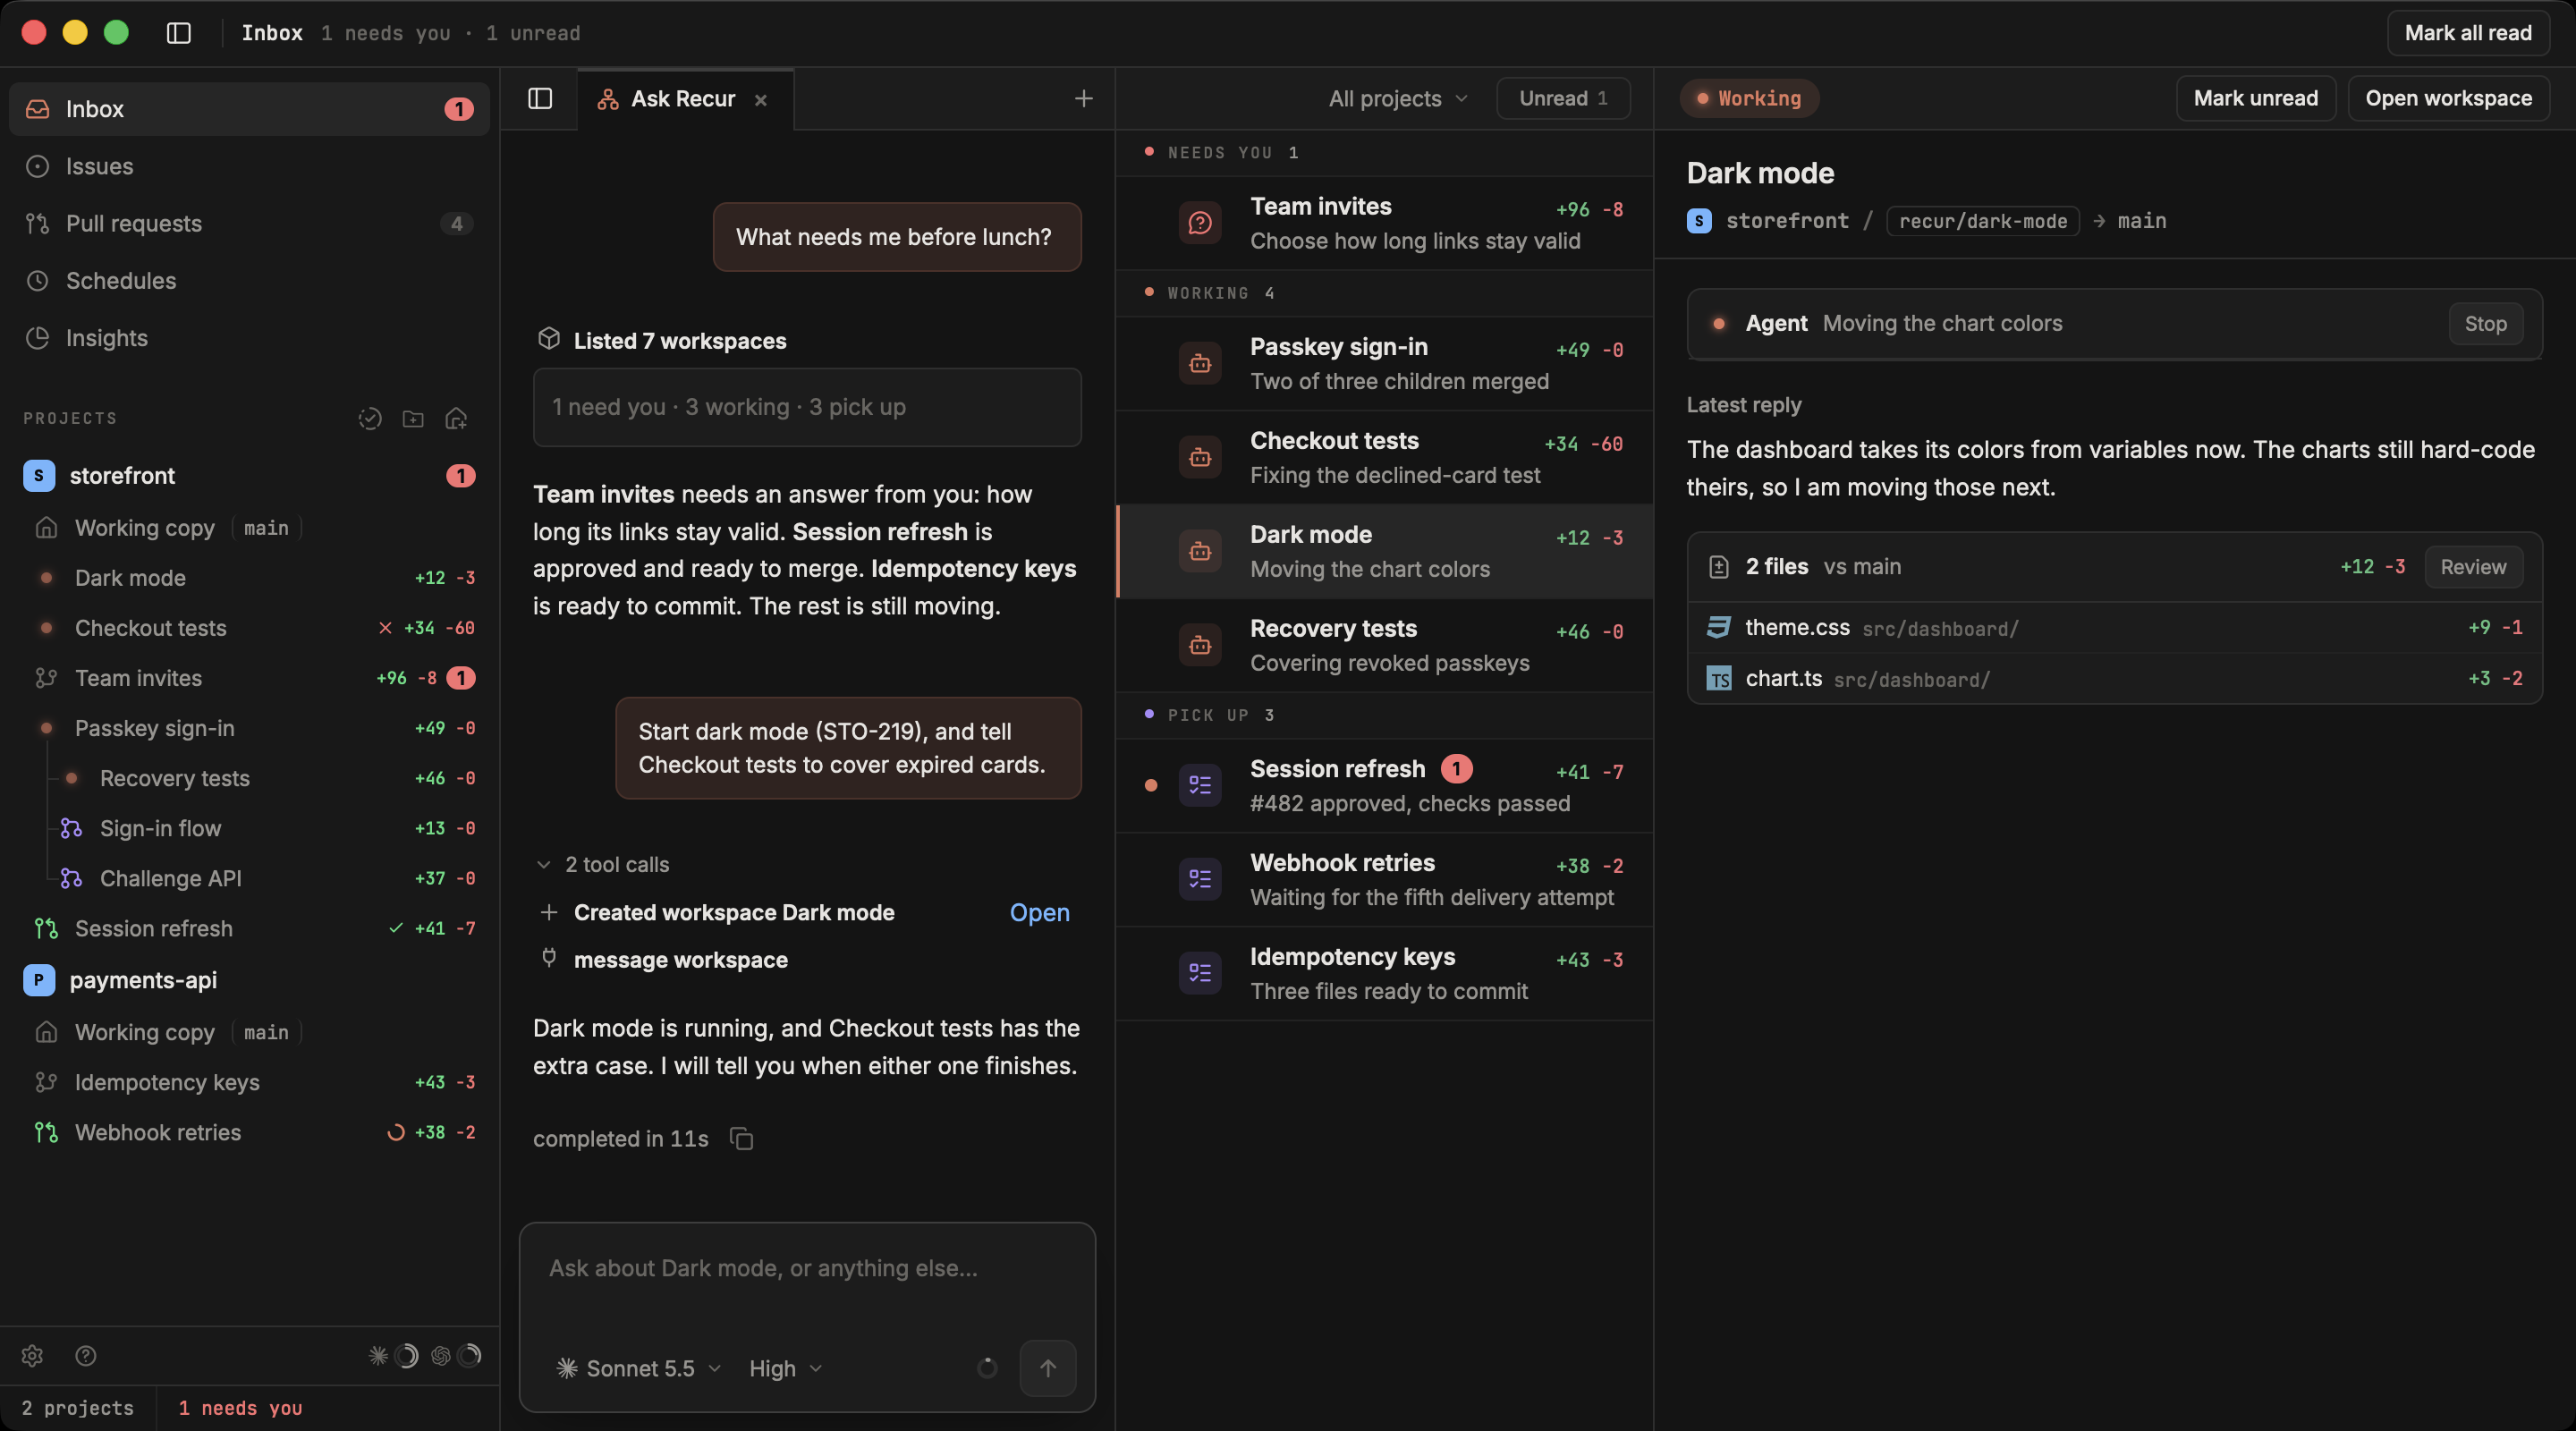 Inbox 1 needs you · 1 unread
Mark all read
Inbox 1
Issues
Pull requests 4
Schedules
Insights
PROJECTS
S storefront 1
Working copy main
Dark mode +12 -3
Checkout tests +34 -60
Team invites +96 -8 1
Passkey sign-in +49 -0
Recovery tests +46 -0
Sign-in flow +13 -0
Challenge API +37 -0
Session refresh +41 -7
P payments-api
Working copy main
Idempotency keys +43 -3
Webhook retries +38 -2
2 projects 1 needs you
Ask Recur
What needs me before lunch?
Listed 7 workspaces
1 need you · 3 working · 3 pick up
Team invites needs an answer from you: how
long its links stay valid. Session refresh is
approved and ready to merge. Idempotency keys
is ready to commit. The rest is still moving.
Start dark mode (STO-219), and tell
Checkout tests to cover expired cards.
2 tool calls
Created workspace Dark mode Open
message workspace
Dark mode is running, and Checkout tests has the
extra case. I will tell you when either one finishes.
completed in 11s
Ask about Dark mode, or anything else...
Sonnet 5.5 High
All projects Unread 1
NEEDS YOU 1
Team invites +96 -8
Choose how long links stay valid
WORKING 4
Passkey sign-in +49 -0
Two of three children merged
Checkout tests +34 -60
Fixing the declined-card test
Dark mode +12 -3
Moving the chart colors
Recovery tests +46 -0
Covering revoked passkeys
PICK UP 3
Session refresh 1 +41 -7
#482 approved, checks passed
Webhook retries +38 -2
Waiting for the fifth delivery attempt
Idempotency keys +43 -3
Three files ready to commit
Working Mark unread Open workspace
Dark mode
S storefront / recur/dark-mode → main
Agent Moving the chart colors Stop
Latest reply
The dashboard takes its colors from variables now. The charts still hard-code
theirs, so I am moving those next.
2 files vs main +12 -3 Review
theme.css src/dashboard/ +9 -1
TS chart.ts src/dashboard/ +3 -2